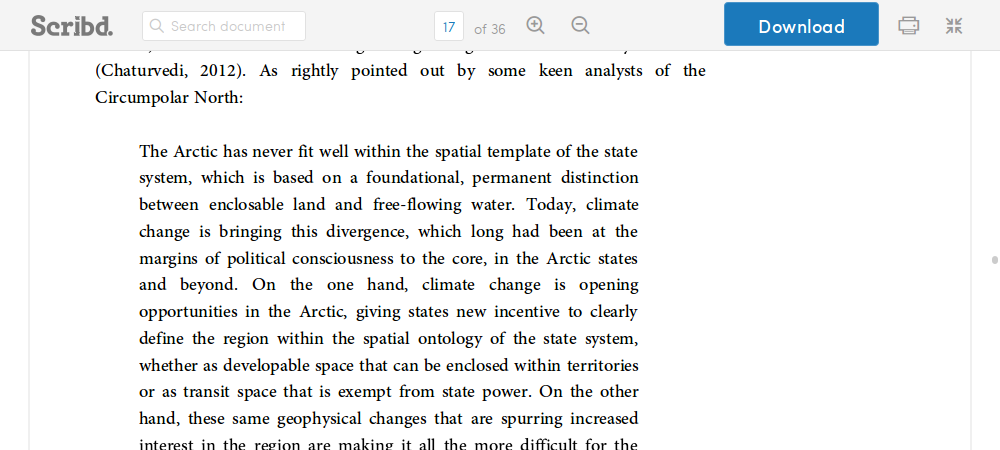 Scribd.
Search document
17 of 36
Download
(Chaturvedi, 2012). As rightly pointed out by some keen analysts of the
Circumpolar North:
The Arctic has never fit well within the spatial template of the state
system, which is based on a foundational, permanent distinction
between enclosable land and free-flowing water. Today, climate
change is bringing this divergence, which long had been at the
margins of political consciousness to the core, in the Arctic states
and beyond. On the one hand, climate change is opening
opportunities in the Arctic, giving states new incentive to clearly
define the region within the spatial ontology of the state system,
whether as developable space that can be enclosed within territories
or as transit space that is exempt from state power. On the other
hand, these same geophysical changes that are spurring increased
interest in the region are making it all the more difficult for the